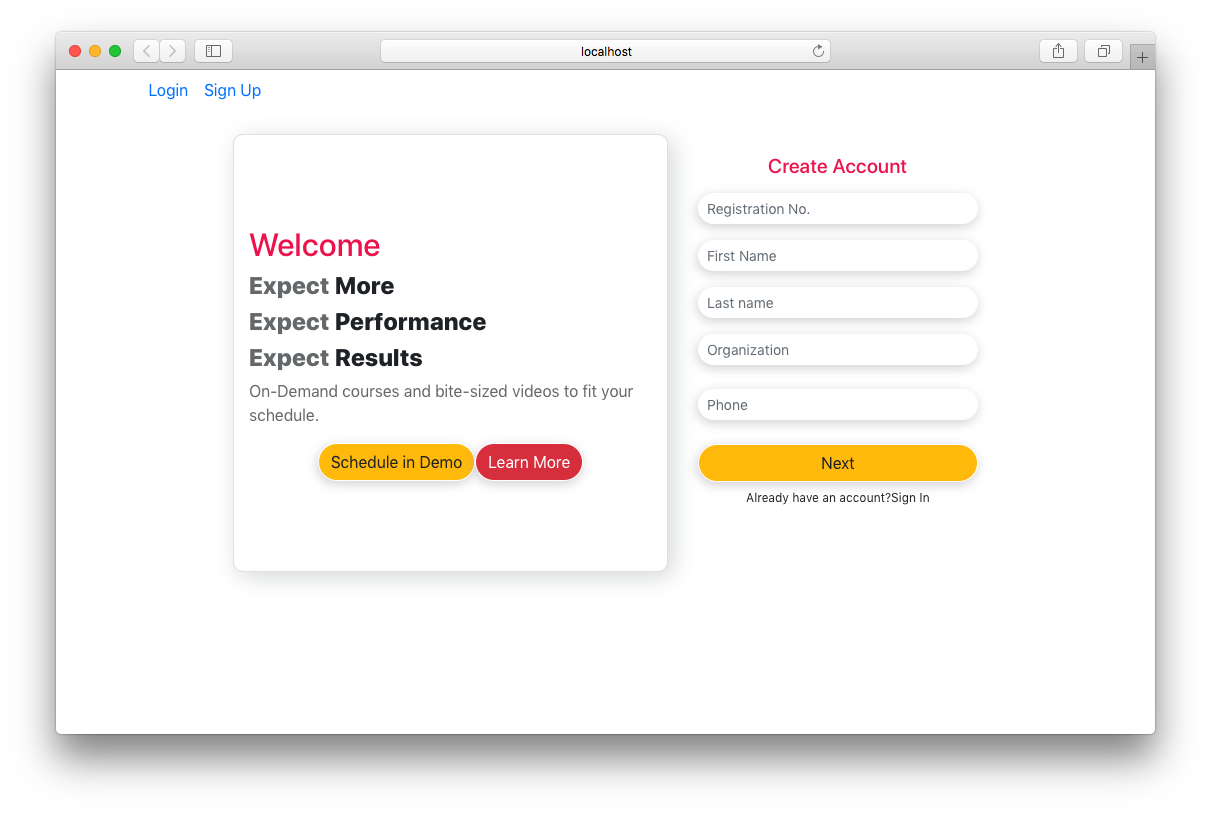 localhost
Login Sign Up
Welcome
Expect More
Expect Performance
Expect Results
On-Demand courses and bite-sized videos to fit your
schedule.
Schedule in Demo Learn More
Create Account
Registration No.
First Name
Last name
Organization
Phone
Next
Already have an account?Sign In